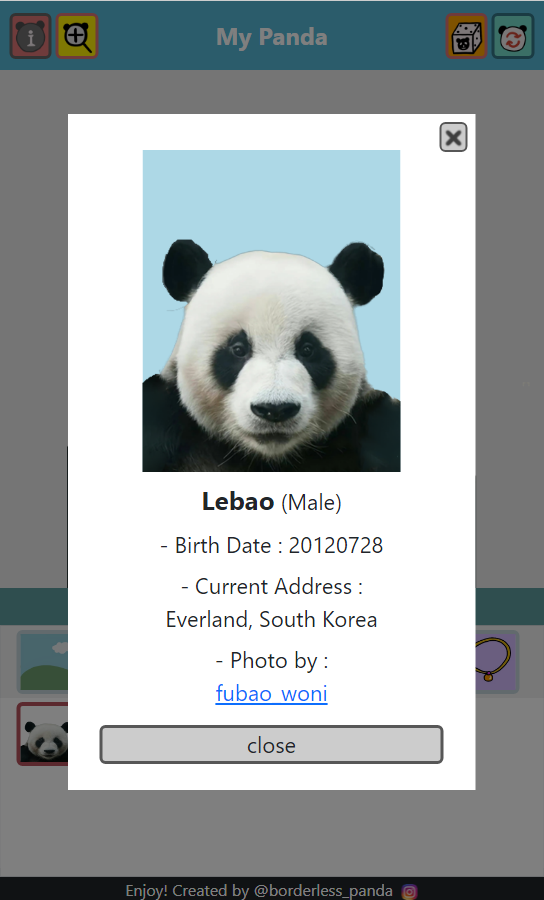 My Panda
Lebao (Male)
- Birth Date : 20120728
- Current Address :
Everland, South Korea
- Photo by :
fubao_woni
close
Enjoy! Created by @borderless_panda